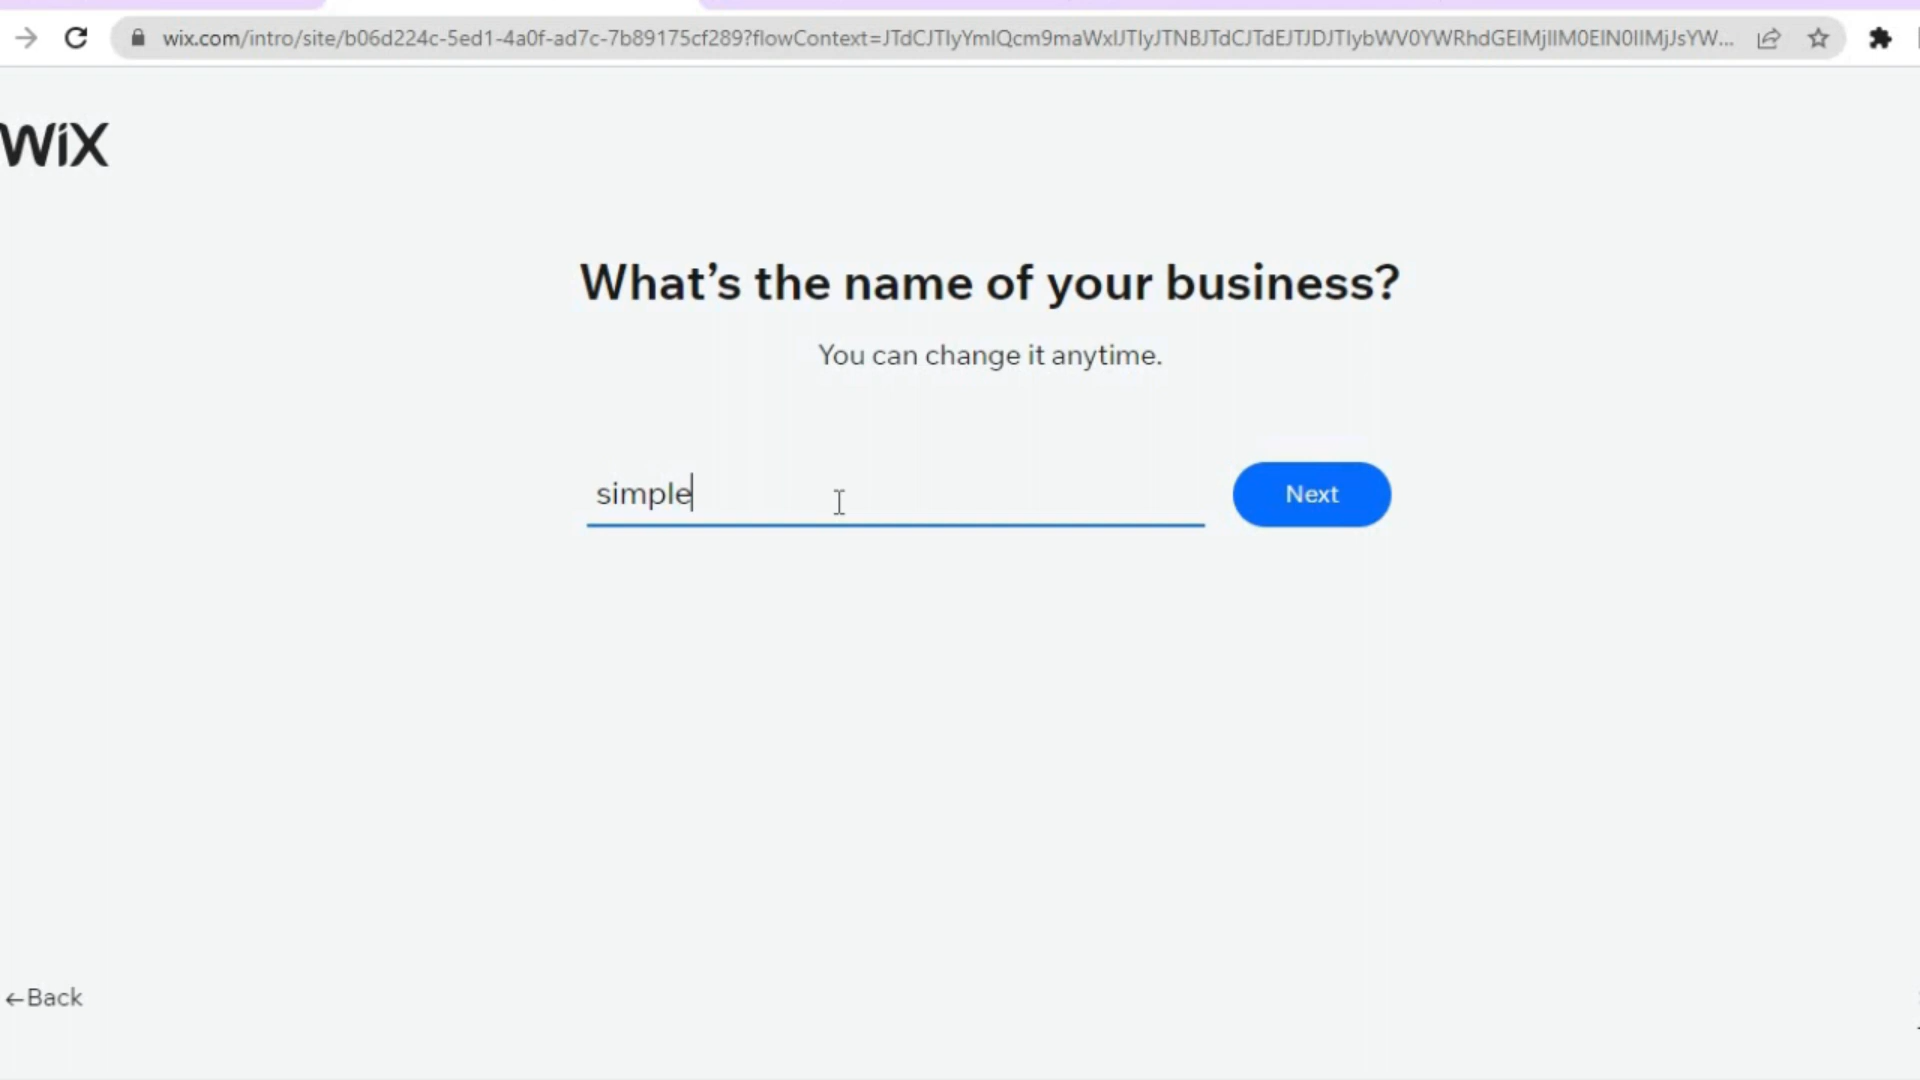 wix.com/intro/site/b06d224c-5ed1-4a0f-ad7c-7b89175cf289?flowContext=JTdCJTIyYmlQcm9maWxlJTIyJTNBJTdCJTdEJTJDJTIybWV0YWRhdGElMjIlM0ElN0IlMjJsYW...
WiX
What’s the name of your business?
You can change it anytime.
simple
Next
←Back